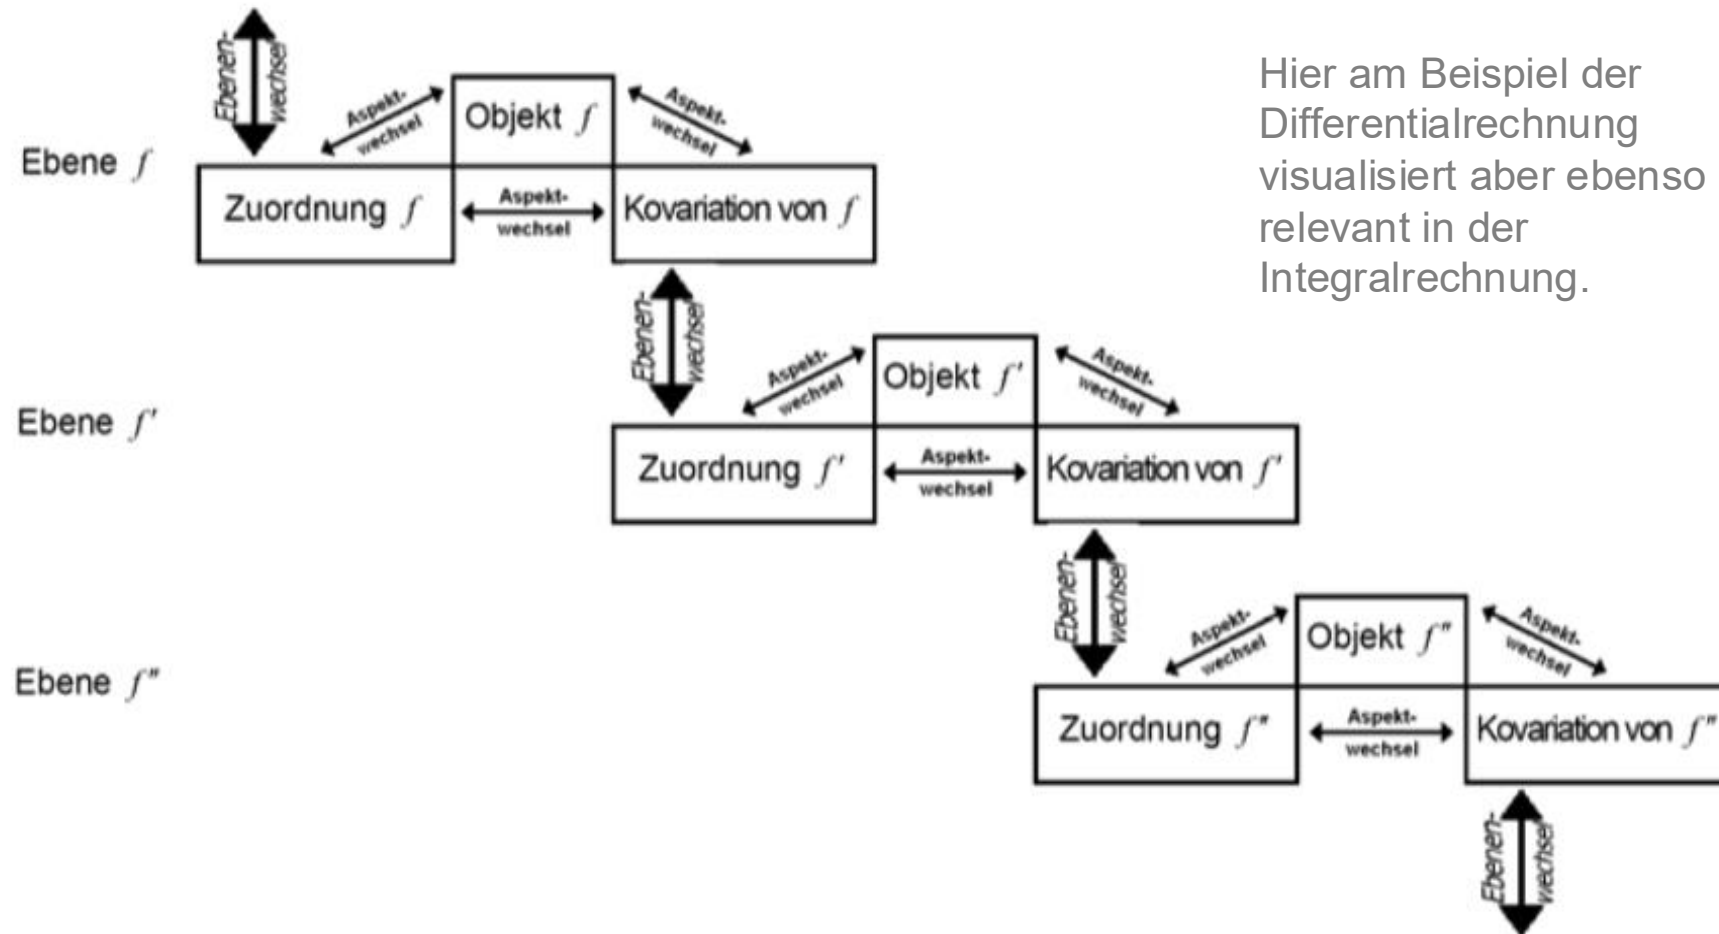 Ebenen-
wechsel
Hier am Beispiel der
Differentialrechnung
visualisiert aber ebenso
relevant in der
Integralrechnung.
Aspekt-
wechsel
Objekt f
Aspekt-
wechsel
Ebene f
Zuordnung f
Aspekt-
wechsel
Kovariation von f
Ebenen-
wechsel
Aspekt-
wechsel
Objekt f'
Aspekt-
wechsel
Ebene f'
Zuordnung f'
Aspekt-
wechsel
Kovariation von f'
Ebenen-
wechsel
Aspekt-
wechsel
Objekt f"
Aspekt-
wechsel
Ebene f"
Zuordnung f"
Aspekt-
wechsel
Kovariation von f"
Ebenen-
wechsel